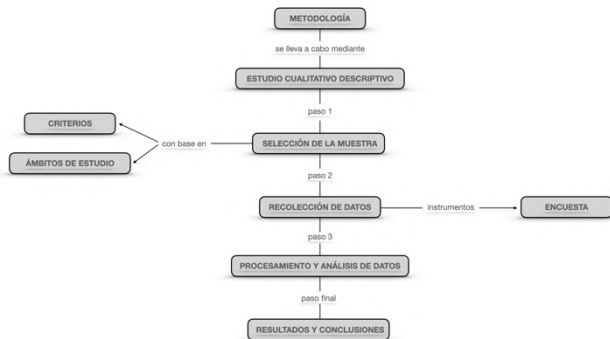 METODOLOGÍA
se lleva a cabo mediante
ESTUDIO CUALITATIVO DESCRIPTIVO
paso 1
CRITERIOS
con base en
SELECCIÓN DE LA MUESTRA
ÁMBITOS DE ESTUDIO
paso 2
RECOLECCIÓN DE DATOS
instrumentos
ENCUESTA
paso 3
PROCESAMIENTO Y ANÁLISIS DE DATOS
paso final
RESULTADOS Y CONCLUSIONES